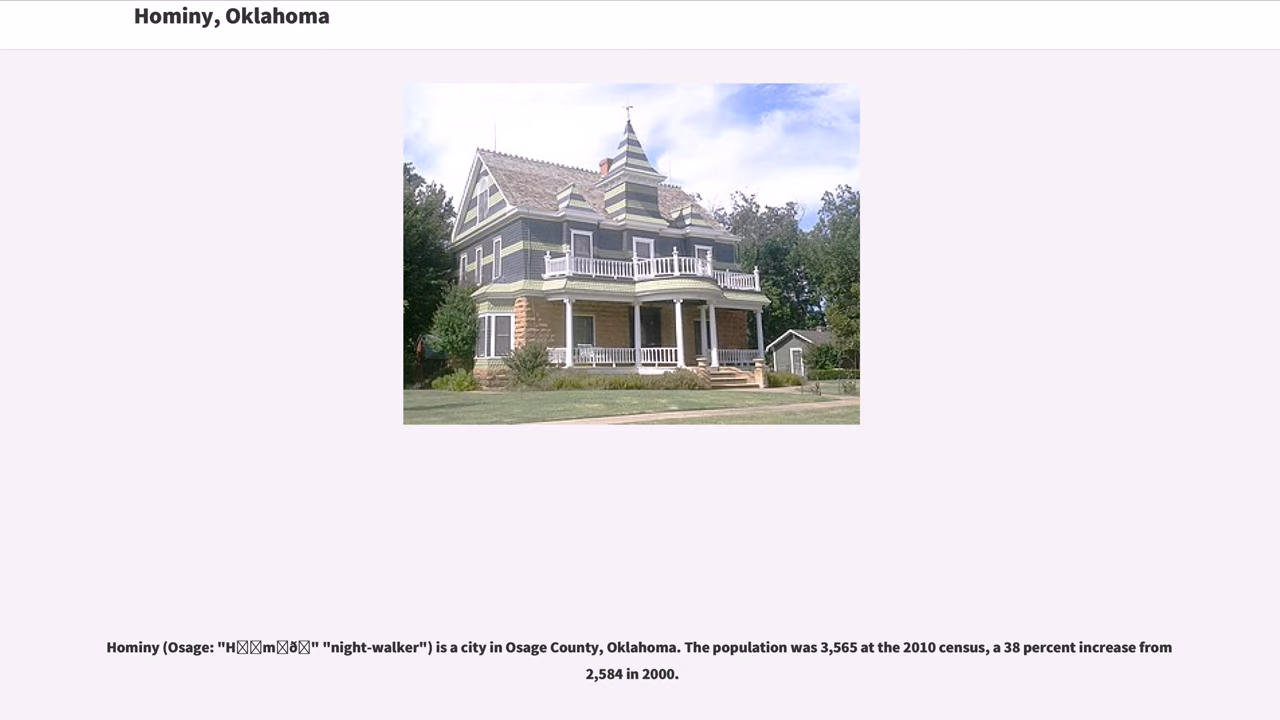 Hominy, Oklahoma
Hominy (Osage: "night-walker") is a city in Osage County, Oklahoma. The population was 3,565 at the 2010 census, a 38 percent increase from
2,584 in 2000.